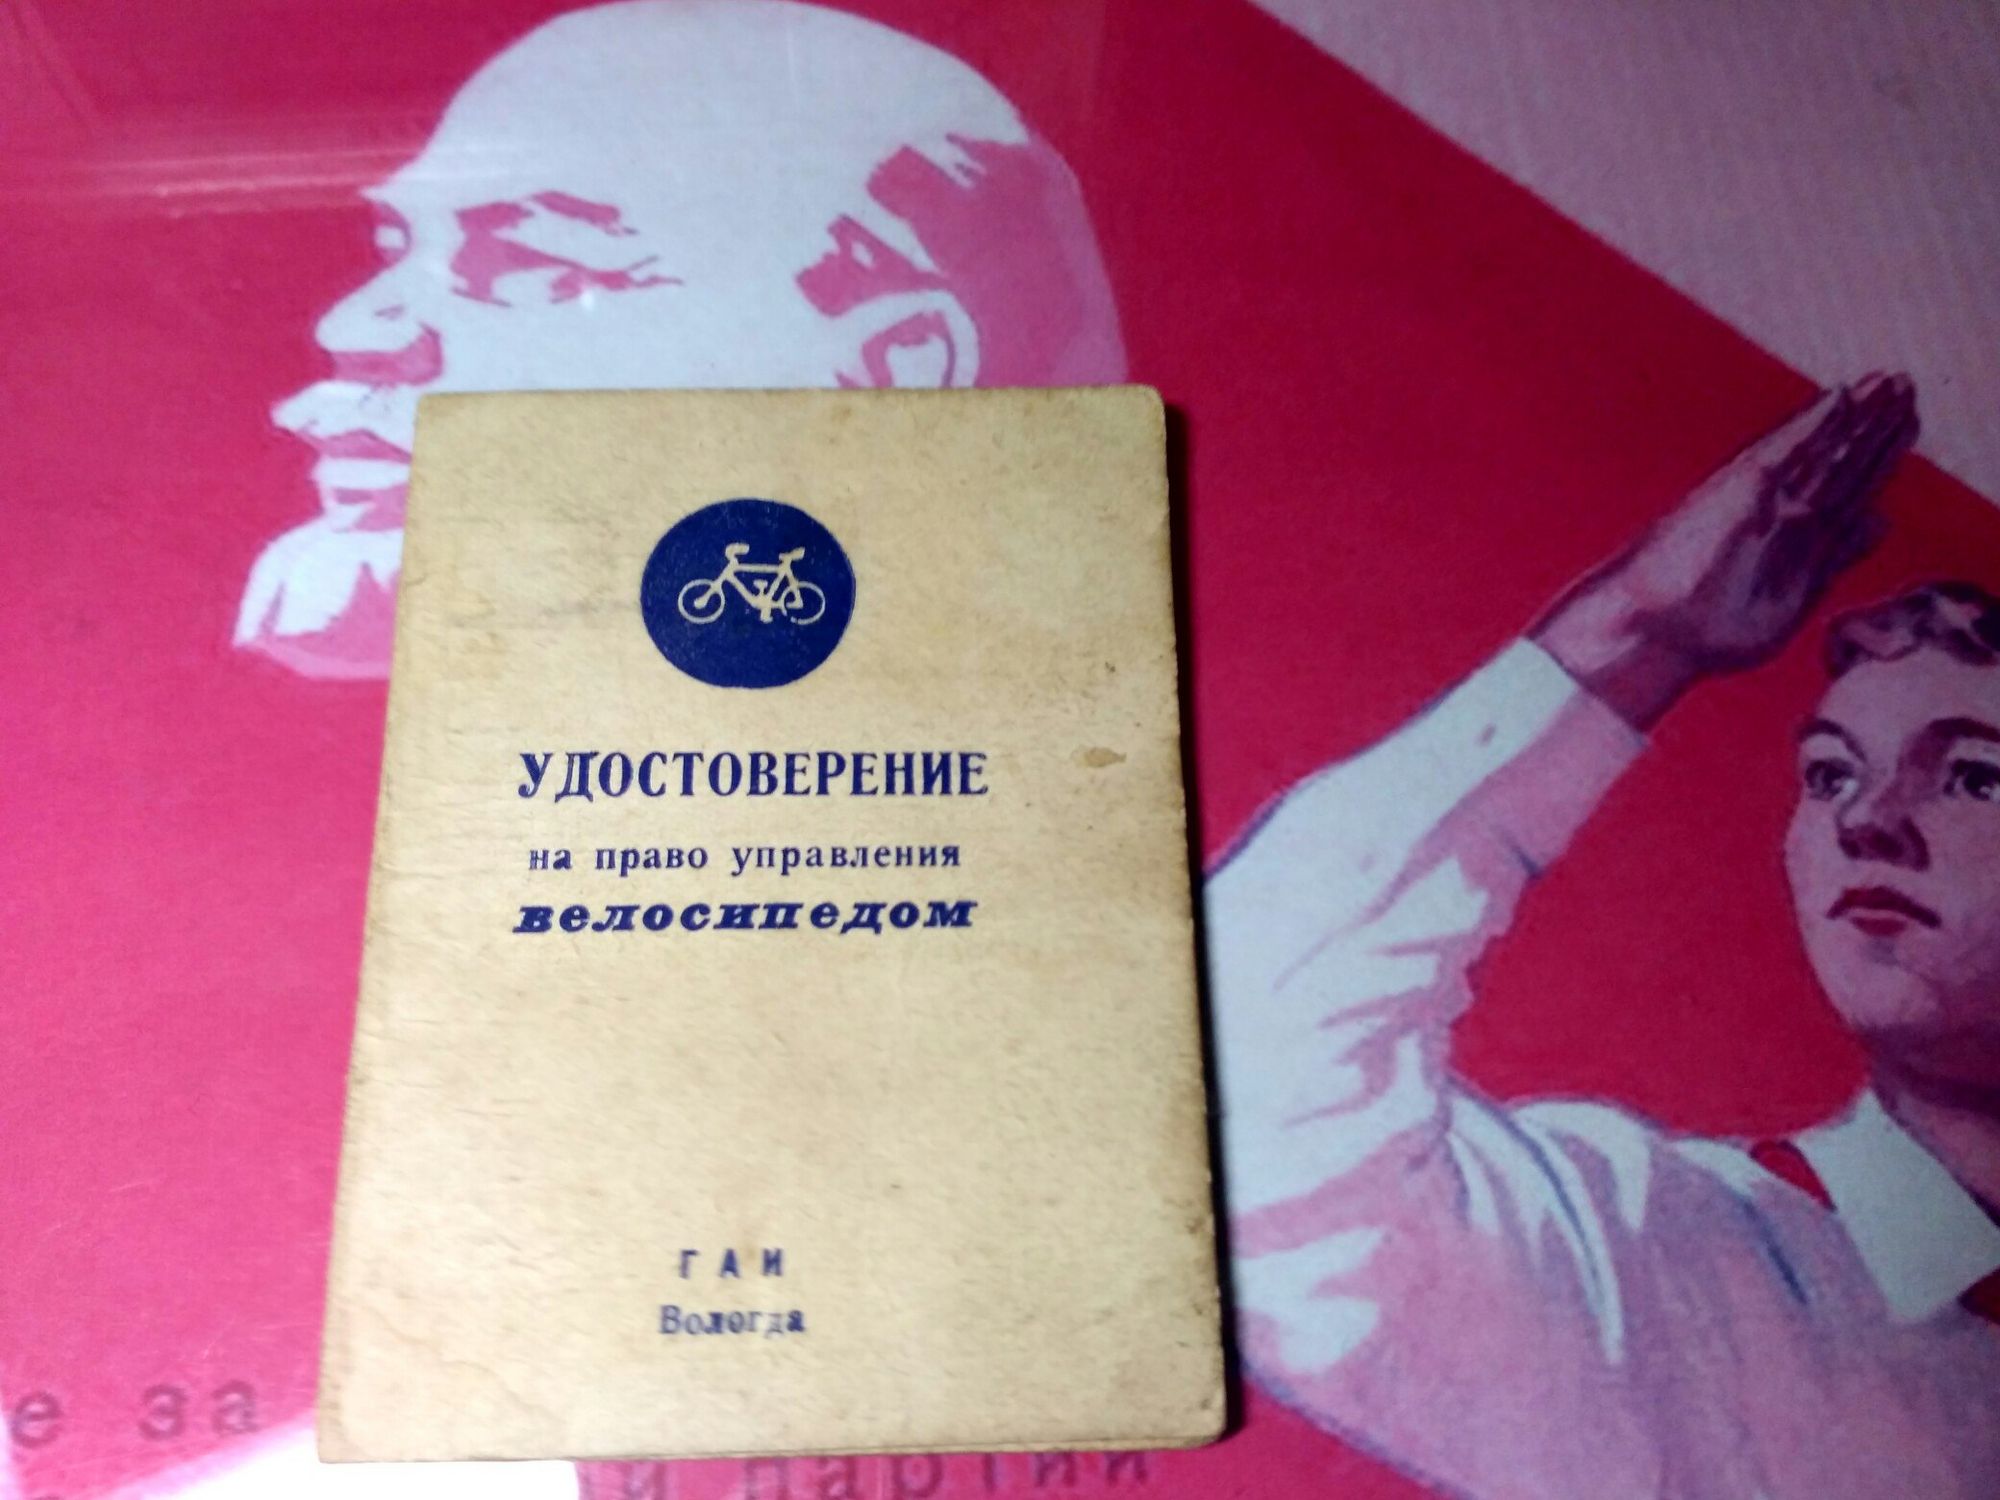 УДОСТОВЕРЕНИЕ
на право управления
велосипедом
ГАИ
Вологда
е за
партии